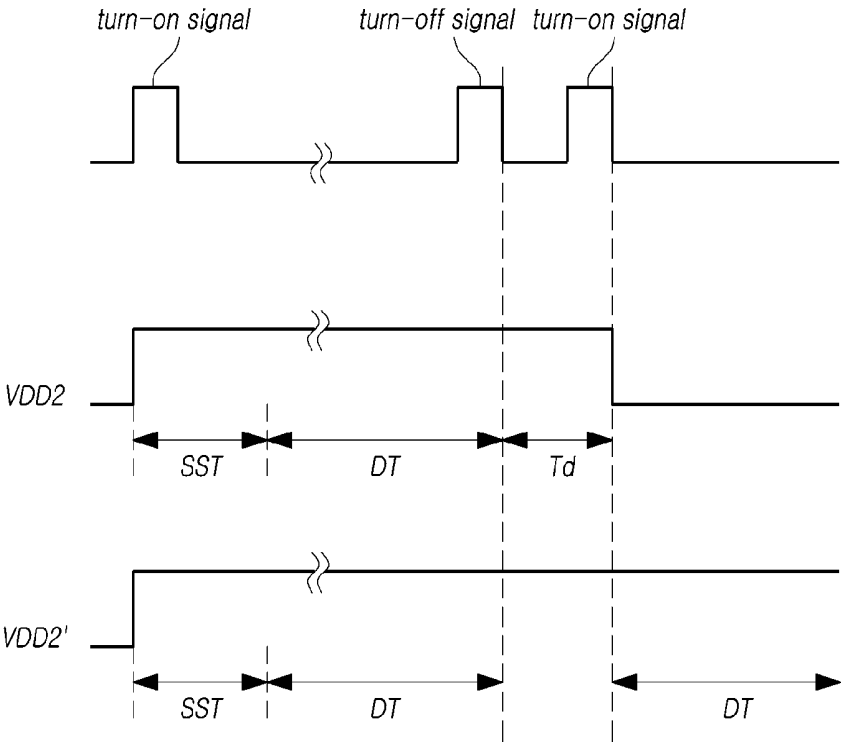 turn-on signal
turn-off signal
turn-on signal
VDD2
SST
DT
Td
VDD2'
SST
DT
DT